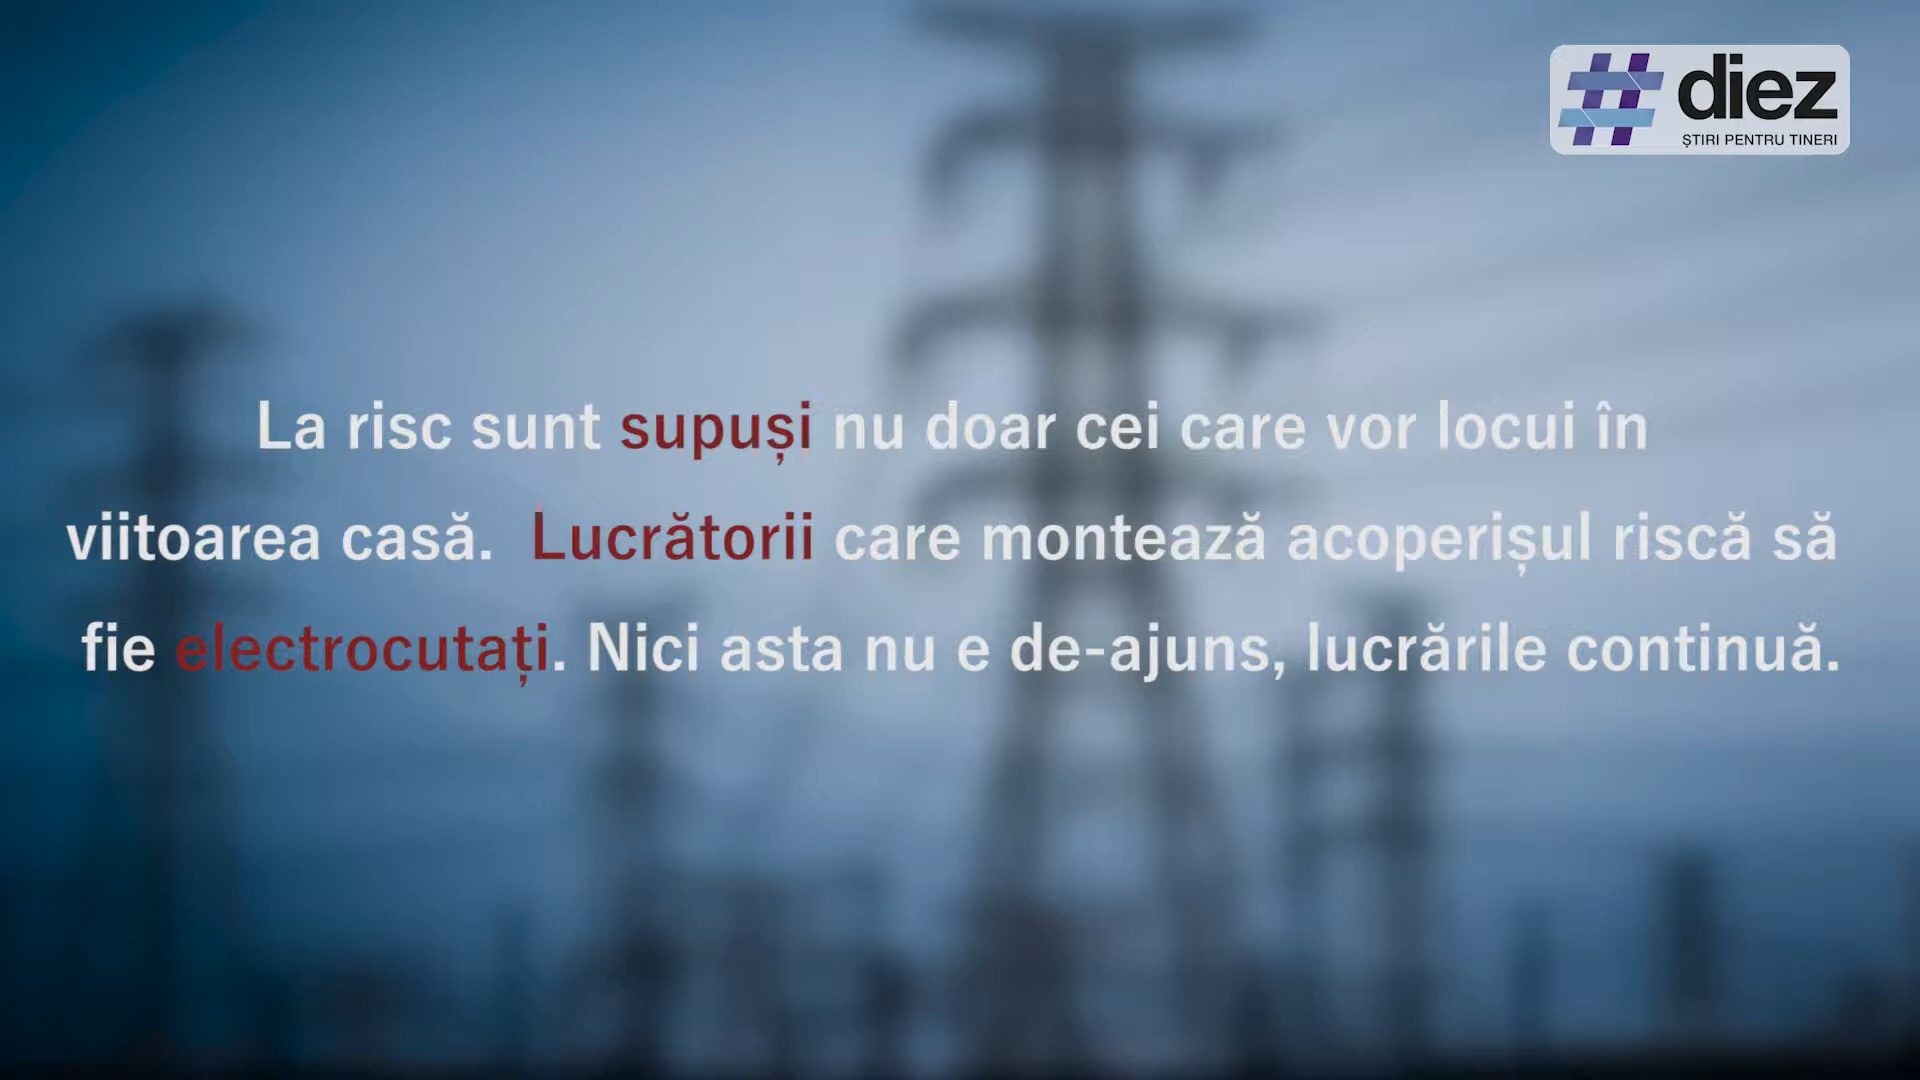 #diez
ȘTIRI PENTRU TINERI
La risc sunt supuși nu doar cei care vor locui în
viitoarea casă. Lucrătorii care montează acoperișul riscă să
fie electrocutați. Nici asta nu e de-ajuns, lucrările continuă.